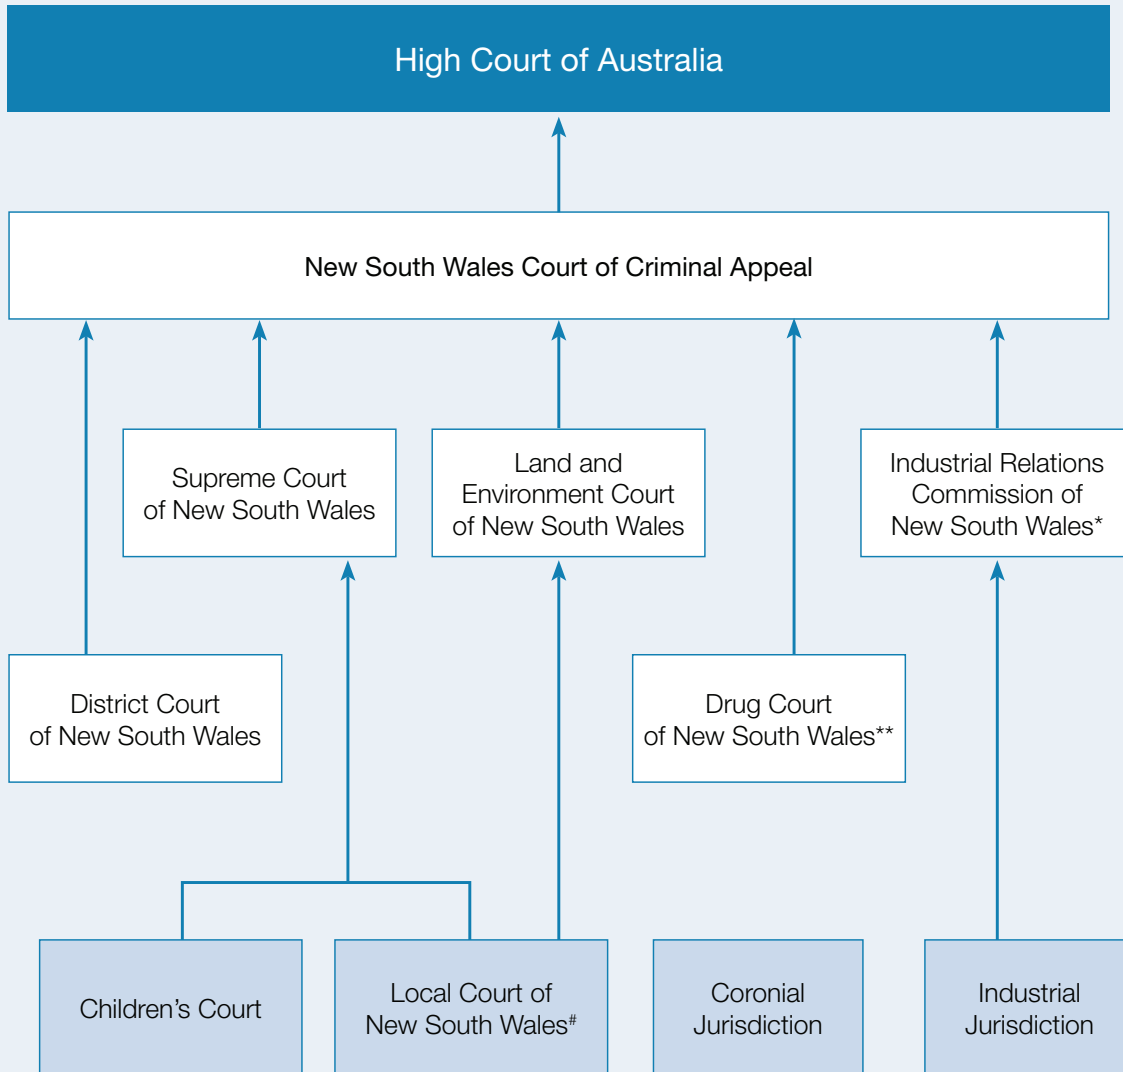 High Court of Australia
New South Wales Court of Criminal Appeal
Supreme Court
of New South Wales
Land and
Environment Court
of New South Wales
Industrial Relations
Commission of
New South Wales*
District Court
of New South Wales
Drug Court
of New South Wales**
Children's Court
Local Court of
New South Wales#
Coronial
Jurisdiction
Industrial
Jurisdiction